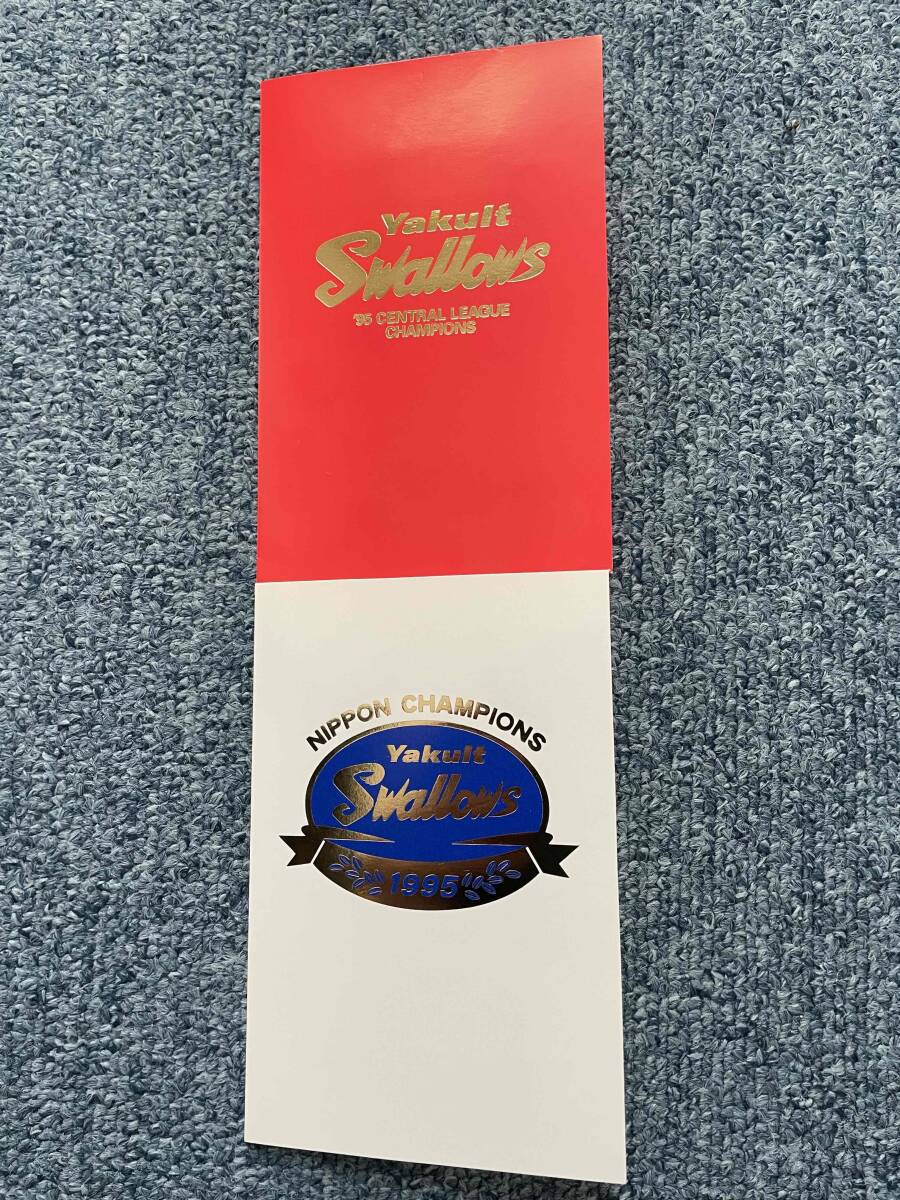 Yakult
Swallows
'95 CENTRAL LEAGUE
CHAMPIONS
NIPPON CHAMPIONS
Yakult
Swallows
1995